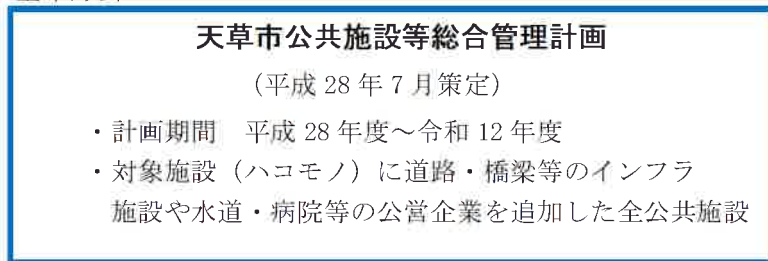 天草市公共施設等総合管理計画
（平成 28 年 7 月策定）
・計画期間　平成 28 年度～令和 12 年度
・対象施設（ハコモノ）に道路・橋梁等のインフラ
施設や水道・病院等の公営企業を追加した全公共施設